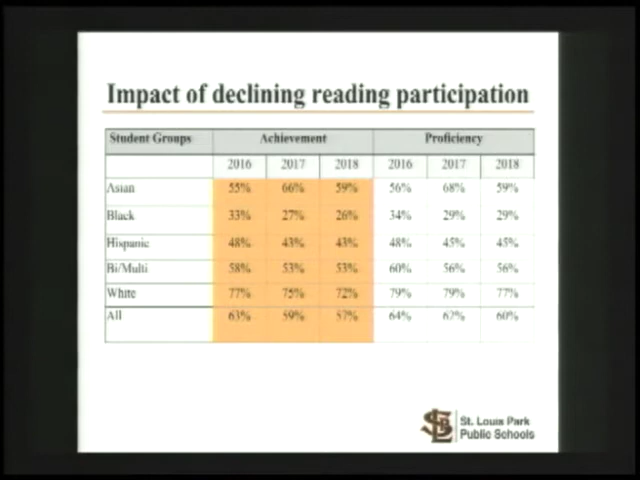 Impact of declining reading participation
Student Groups Achievement Proficiency
2016 2017 2018 2016 2017 2018
Asian 55% 66% 59% 56% 68% 59%
Black 33% 27% 26% 34% 29% 29%
Hispanic 48% 43% 43% 48% 45% 45%
Bi/Multi 58% 53% 53% 60% 56% 56%
White 77% 75% 72% 79% 79% 77%
All 63% 59% 57% 64% 62% 60%
St. Louis Park
Public Schools